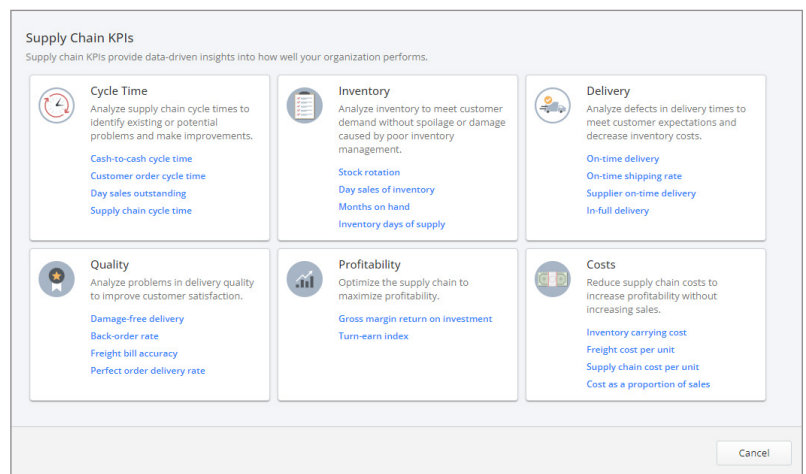 Supply Chain KPIs
Supply chain KPIs provide data-driven insights into how well your organization performs.
Cycle Time
Analyze supply chain cycle times to
identify existing or potential
problems and make improvements.
Cash-to-cash cycle time
Customer order cycle time
Day sales outstanding
Supply chain cycle time
Inventory
Analyze inventory to meet customer
demand without spoilage or damage
caused by poor inventory
management.
Stock rotation
Day sales of inventory
Months on hand
Inventory days of supply
Delivery
Analyze defects in delivery times to
meet customer expectations and
decrease inventory costs.
On-time delivery
On-time shipping rate
Supplier on-time delivery
In-full delivery
Quality
Analyze problems in delivery quality
to improve customer satisfaction.
Damage-free delivery
Back-order rate
Freight bill accuracy
Perfect order delivery rate
Profitability
Optimize the supply chain to
maximize profitability.
Gross margin return on investment
Turn-earn index
Costs
Reduce supply chain costs to
increase profitability without
increasing sales.
Inventory carrying cost
Freight cost per unit
Supply chain cost per unit
Cost as a proportion of sales
Cancel